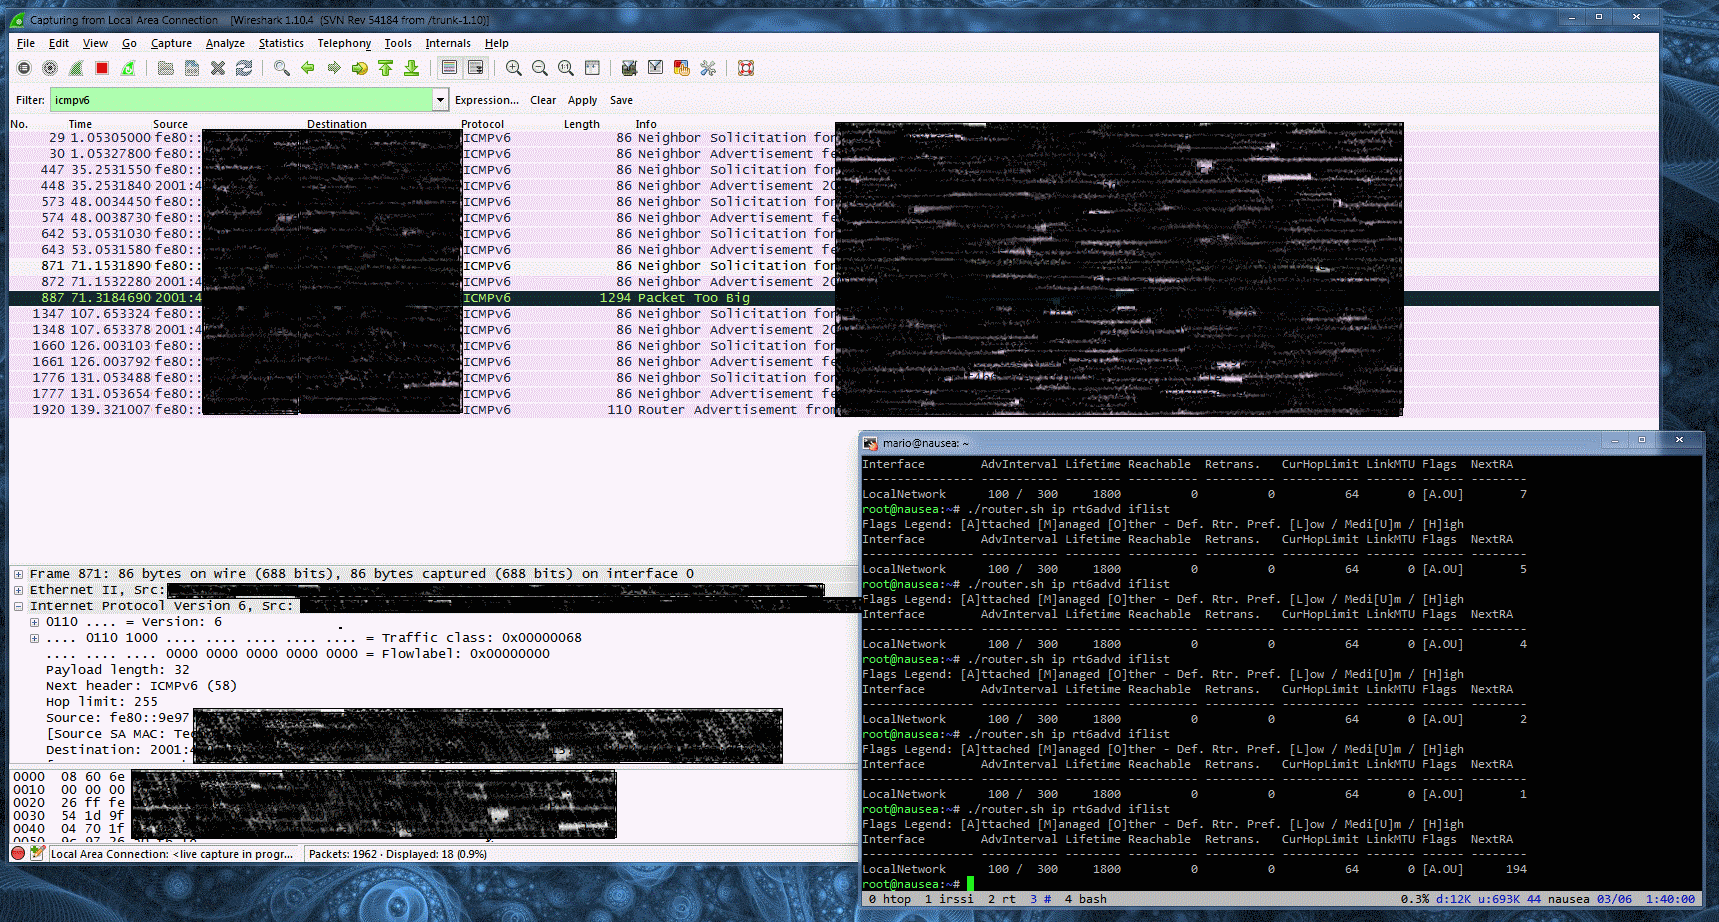 Capturing from Local Area Connection [Wireshark 1.10.4 (SVN Rev 54184 from /trunk-1.10)]
File Edit View Go Capture Analyze Statistics Telephony Tools Internals Help
Filter: icmpv6 Expression... Clear Apply Save
No. Time Source Destination Protocol Length Info
29 1.05305000 fe80:: ICMPv6 86 Neighbor Solicitation for
30 1.05327800 fe80:: ICMPv6 86 Neighbor Advertisement fe
447 35.2531550 fe80:: ICMPv6 86 Neighbor Solicitation for
448 35.2531840 2001:4 ICMPv6 86 Neighbor Advertisement 20
573 48.0034450 fe80:: ICMPv6 86 Neighbor Solicitation for
574 48.0038730 fe80:: ICMPv6 86 Neighbor Advertisement fe
642 53.0531030 fe80:: ICMPv6 86 Neighbor Solicitation for
643 53.0531580 fe80:: ICMPv6 86 Neighbor Advertisement fe
871 71.1531890 fe80:: ICMPv6 86 Neighbor Solicitation for
872 71.1532280 2001:4 ICMPv6 86 Neighbor Advertisement 20
887 71.3184690 2001:4 ICMPv6 1294 Packet Too Big
1347 107.653324 fe80:: ICMPv6 86 Neighbor Solicitation for
1348 107.653378 2001:4 ICMPv6 86 Neighbor Advertisement 20
1660 126.003103 fe80:: ICMPv6 86 Neighbor Solicitation for
1661 126.003792 fe80:: ICMPv6 86 Neighbor Advertisement fe
1776 131.053488 fe80:: ICMPv6 86 Neighbor Solicitation for
1777 131.053654 fe80:: ICMPv6 86 Neighbor Advertisement fe
1920 139.321007 fe80:: ICMPv6 110 Router Advertisement from
Frame 871: 86 bytes on wire (688 bits), 86 bytes captured (688 bits) on interface 0
Ethernet II, Src:
Internet Protocol Version 6, Src:
0110 .... = Version: 6
.... 0110 1000 .... .... .... .... .... = Traffic class: 0x00000068
.... .... .... 0000 0000 0000 0000 0000 = Flowlabel: 0x00000000
Payload length: 32
Next header: ICMPv6 (58)
Hop limit: 255
Source: fe80::9e97
[Source SA MAC: Tec
Destination: 2001:4
0000 08 60 6e
0010 00 00 00
0020 26 ff fe
0030 54 1d 9f
0040 04 70 1f
0050 9c 97 26
Local Area Connection: <live capture in progr... Packets: 1962 · Displayed: 18 (0.9%)
mario@nausea: ~
Interface AdvInterval Lifetime Reachable Retrans. CurHopLimit LinkMTU Flags NextRA
---------------- ----------- -------- --------- ---------- ----------- ------- ------ --------
LocalNetwork 100 / 300 1800 0 0 64 0 [A.OU] 7
root@nausea:~# ./router.sh ip rt6advd iflist
Flags Legend: [A]ttached [M]anaged [O]ther - Def. Rtr. Pref. [L]ow / Medi[U]m / [H]igh
Interface AdvInterval Lifetime Reachable Retrans. CurHopLimit LinkMTU Flags NextRA
---------------- ----------- -------- --------- ---------- ----------- ------- ------ --------
LocalNetwork 100 / 300 1800 0 0 64 0 [A.OU] 5
root@nausea:~# ./router.sh ip rt6advd iflist
Flags Legend: [A]ttached [M]anaged [O]ther - Def. Rtr. Pref. [L]ow / Medi[U]m / [H]igh
Interface AdvInterval Lifetime Reachable Retrans. CurHopLimit LinkMTU Flags NextRA
---------------- ----------- -------- --------- ---------- ----------- ------- ------ --------
LocalNetwork 100 / 300 1800 0 0 64 0 [A.OU] 4
root@nausea:~# ./router.sh ip rt6advd iflist
Flags Legend: [A]ttached [M]anaged [O]ther - Def. Rtr. Pref. [L]ow / Medi[U]m / [H]igh
Interface AdvInterval Lifetime Reachable Retrans. CurHopLimit LinkMTU Flags NextRA
---------------- ----------- -------- --------- ---------- ----------- ------- ------ --------
LocalNetwork 100 / 300 1800 0 0 64 0 [A.OU] 2
root@nausea:~# ./router.sh ip rt6advd iflist
Flags Legend: [A]ttached [M]anaged [O]ther - Def. Rtr. Pref. [L]ow / Medi[U]m / [H]igh
Interface AdvInterval Lifetime Reachable Retrans. CurHopLimit LinkMTU Flags NextRA
---------------- ----------- -------- --------- ---------- ----------- ------- ------ --------
LocalNetwork 100 / 300 1800 0 0 64 0 [A.OU] 1
root@nausea:~# ./router.sh ip rt6advd iflist
Flags Legend: [A]ttached [M]anaged [O]ther - Def. Rtr. Pref. [L]ow / Medi[U]m / [H]igh
Interface AdvInterval Lifetime Reachable Retrans. CurHopLimit LinkMTU Flags NextRA
---------------- ----------- -------- --------- ---------- ----------- ------- ------ --------
LocalNetwork 100 / 300 1800 0 0 64 0 [A.OU] 194
root@nausea:~#
0 htop 1 irssi 2 rt 3 # 4 bash 0.3% d:12K u:693K 44 nausea 03/06 1:40:00